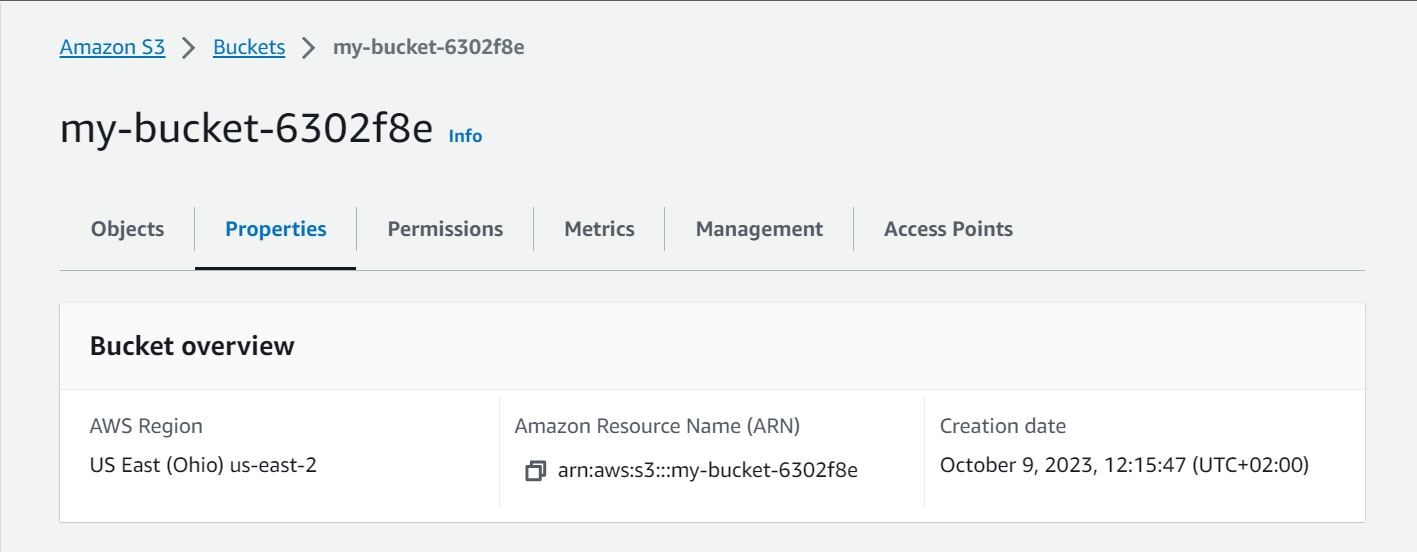 Amazon S3 > Buckets > my-bucket-6302f8e
my-bucket-6302f8e Info
Objects Properties Permissions Metrics Management Access Points
Bucket overview
AWS Region Amazon Resource Name (ARN) Creation date
US East (Ohio) us-east-2 arn:aws:s3:::my-bucket-6302f8e October 9, 2023, 12:15:47 (UTC+02:00)